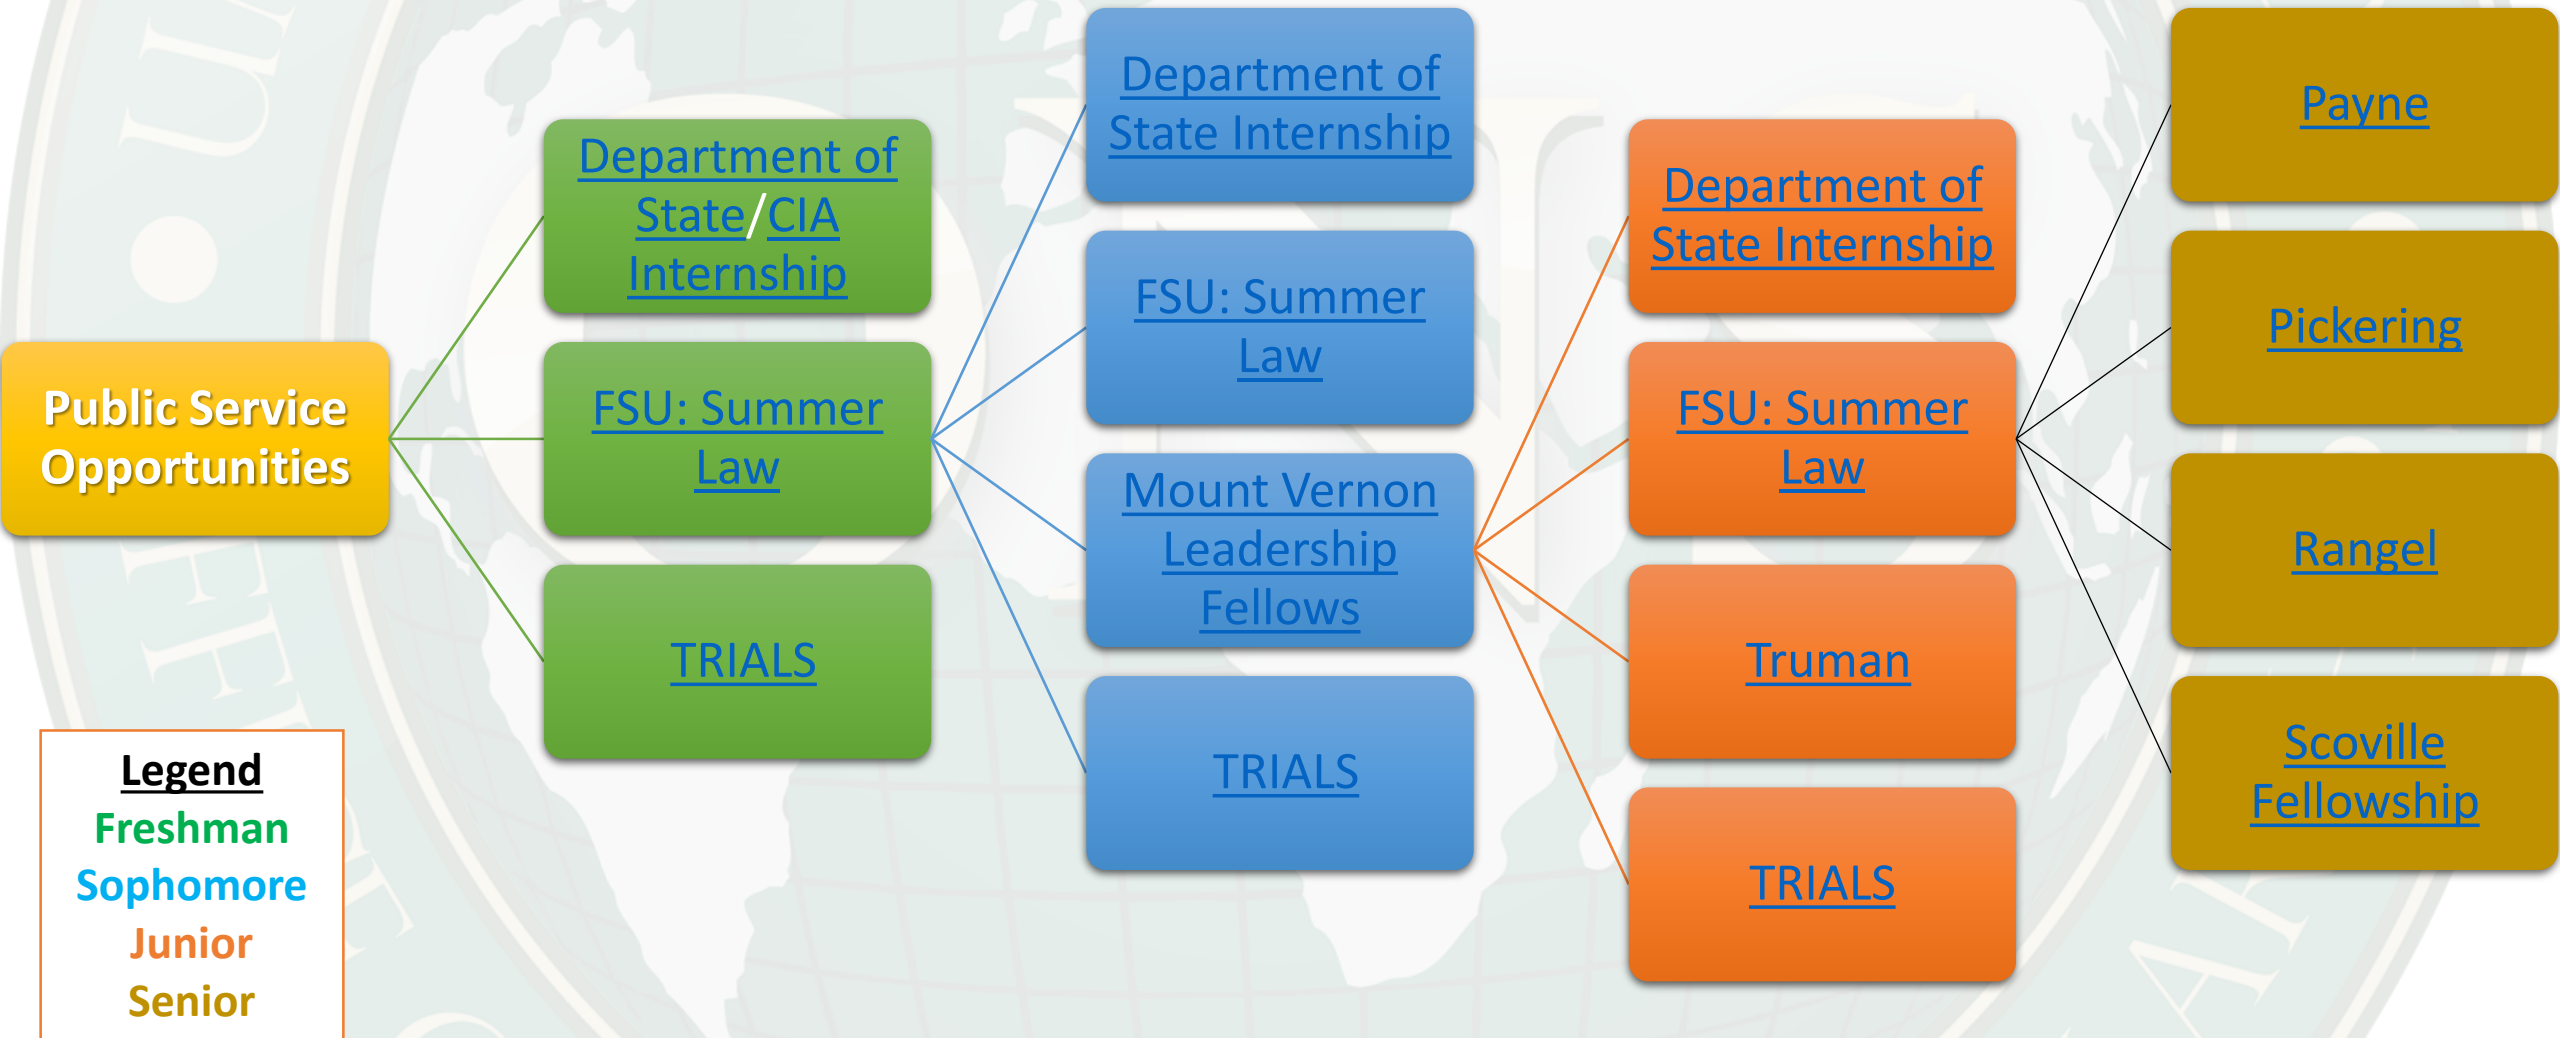 Public Service
Opportunities
Department of
State/CIA
Internship
FSU: Summer
Law
TRIALS
Department of
State Internship
FSU: Summer
Law
Mount Vernon
Leadership
Fellows
TRIALS
Department of
State Internship
FSU: Summer
Law
Truman
TRIALS
Payne
Pickering
Rangel
Scoville
Fellowship
Legend
Freshman
Sophomore
Junior
Senior